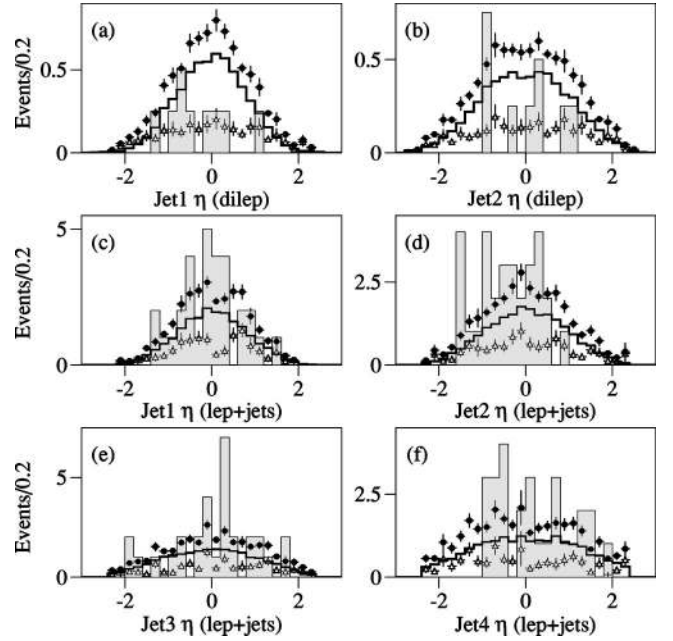 (a)
Events/0.2
0.5
0
-2 0 2
Jet1 η (dilep)
(b)
0.5
0
-2 0 2
Jet2 η (dilep)
(c)
Events/0.2
5
0
-2 0 2
Jet1 η (lep+jets)
(d)
2.5
0
-2 0 2
Jet2 η (lep+jets)
(e)
Events/0.2
5
0
-2 0 2
Jet3 η (lep+jets)
(f)
2.5
0
-2 0 2
Jet4 η (lep+jets)